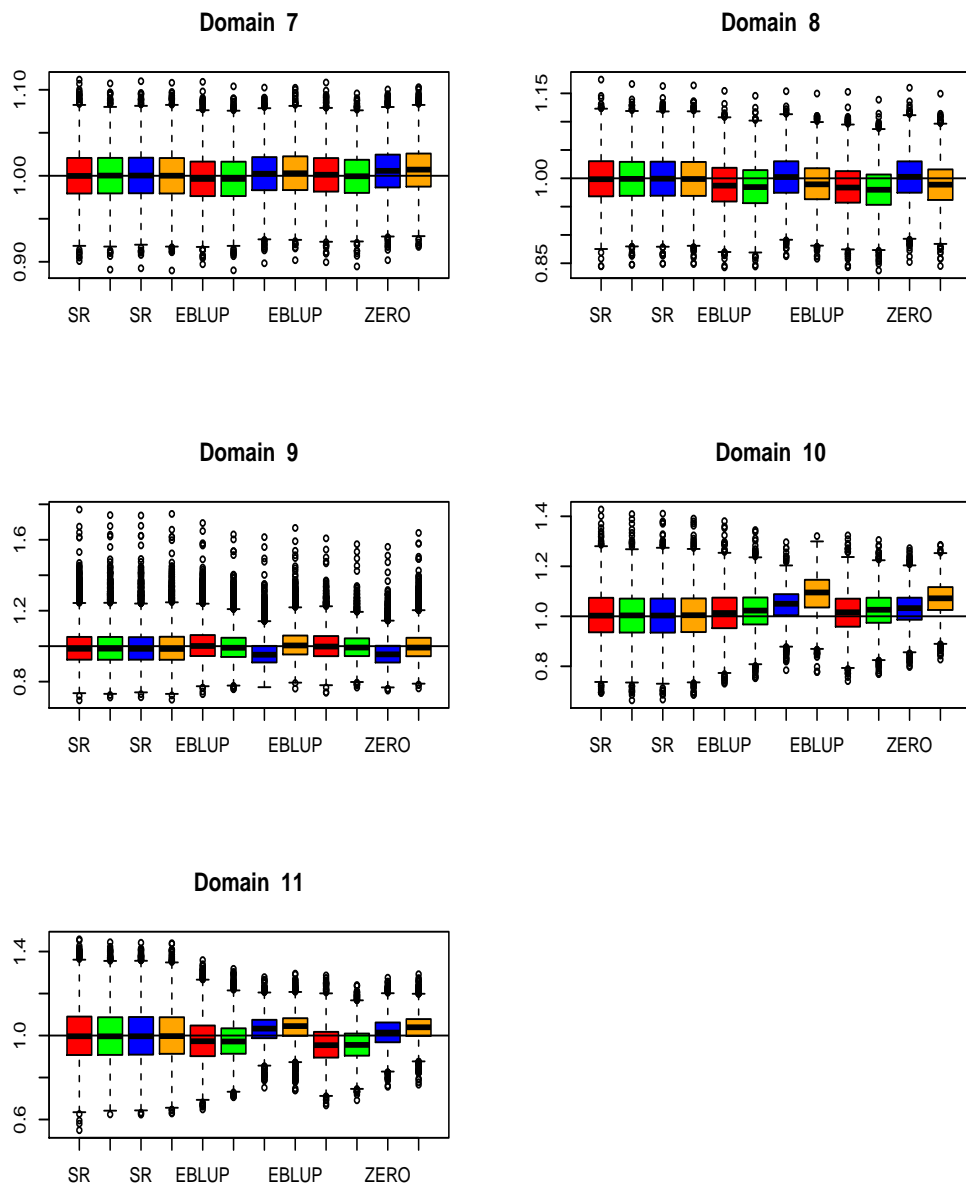 Domain 7
1.10
1.00
0.90
SR SR EBLUP EBLUP ZERO
Domain 8
1.15
1.00
0.85
SR SR EBLUP EBLUP ZERO
Domain 9
1.6
1.2
0.8
SR SR EBLUP EBLUP ZERO
Domain 10
1.4
1.2
1.0
0.8
SR SR EBLUP EBLUP ZERO
Domain 11
1.4
1.0
0.6
SR SR EBLUP EBLUP ZERO